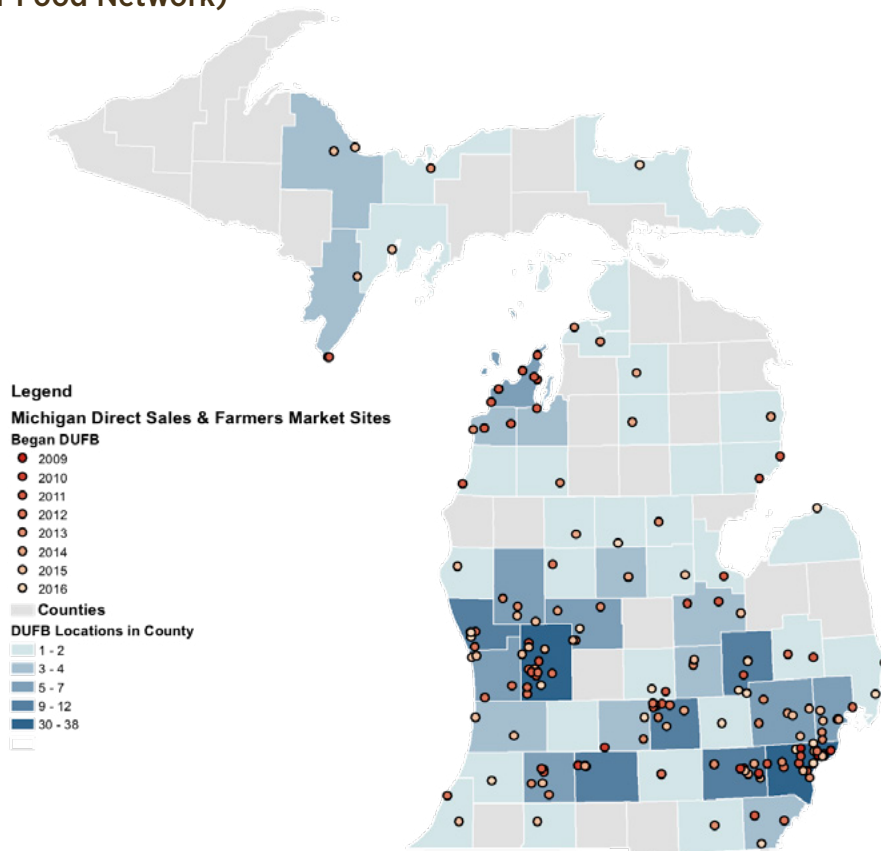 Food Network)
Legend
Michigan Direct Sales & Farmers Market Sites
Began DUFB
2009
2010
2011
2012
2013
2014
2015
2016
Counties
DUFB Locations in County
1 - 2
3 - 4
5 - 7
9 - 12
30 - 38